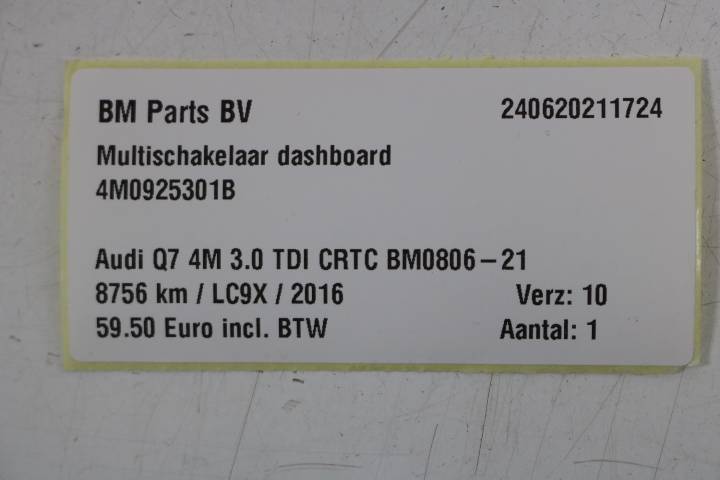 BM Parts BV 240620211724
Multischakelaar dashboard
4M0925301B
Audi Q7 4M 3.0 TDI CRTC BM0806-21
8756 km / LC9X / 2016 Verz: 10
59.50 Euro incl. BTW Aantal: 1